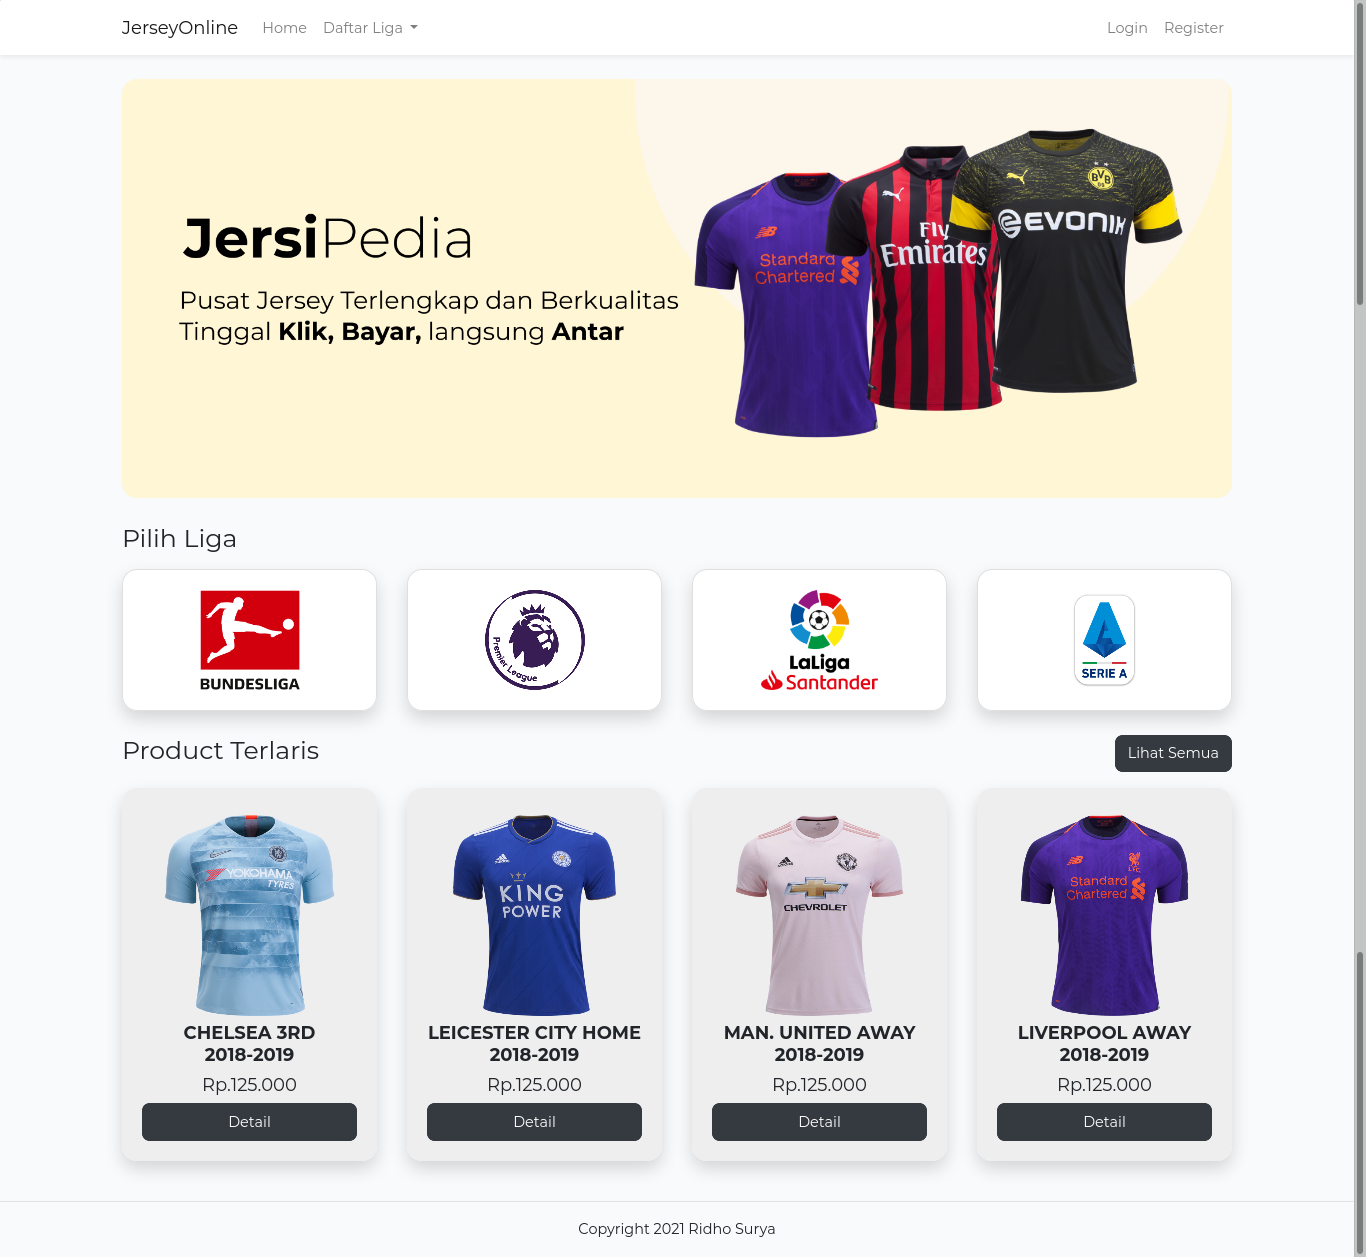 JerseyOnline Home Daftar Liga Login Register
JersiPedia
Pusat Jersey Terlengkap dan Berkualitas
Tinggal Klik, Bayar, langsung Antar
NB
Standard
Chartered
Fly
Emirates
BVB
09
EVONIK
Pilih Liga
BUNDESLIGA
Premier League
LaLiga
Santander
SERIE A
Product Terlaris
Lihat Semua
YOKOHAMA
TYRES
KING
POWER
CHEVROLET
NB
L.F.C.
Standard
Chartered
CHELSEA 3RD
2018-2019
Rp.125.000
Detail
LEICESTER CITY HOME
2018-2019
Rp.125.000
Detail
MAN. UNITED AWAY
2018-2019
Rp.125.000
Detail
LIVERPOOL AWAY
2018-2019
Rp.125.000
Detail
Copyright 2021 Ridho Surya